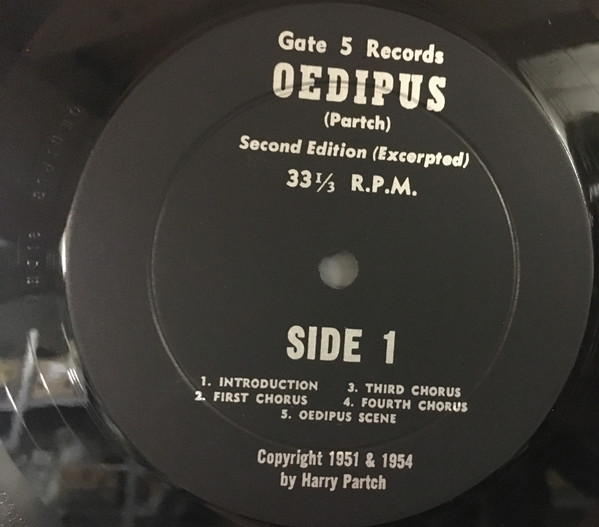 Gate 5 Records
OEDIPUS
(Partch)
Second Edition (Excerpted)
33⅓ R.P.M.
SIDE 1
1. INTRODUCTION 3. THIRD CHORUS
2. FIRST CHORUS 4. FOURTH CHORUS
5. OEDIPUS SCENE
Copyright 1951 & 1954
by Harry Partch